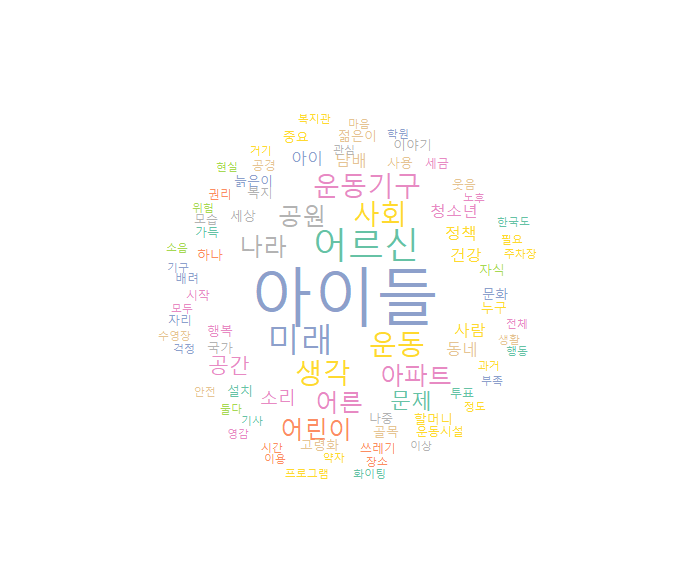 복지관 마음
중요 젊은이 학원
거기 관심 이야기
현실 공경 아이 담배 사용 세금
늙은이 복지 운동기구 웃음
권리 노후
위험 모습 세상 공원 사회 청소년 한국도
가득 정책 필요
소음 하나 나라 어르신 건강 주차장
기구 배려 자식
시작 아이들 문화
모두 누구
자리 행복 사람 전체
수영장 미래 운동 생활
걱정 국가 동네 행동
공간 생각 아파트 과거
안전 설치 소리 부족
둘다 어른 문제 투표 정도
기사 나중 할머니
영감 어린이 골목 운동시설
시간 고령화 쓰레기 이상
이용 약자 장소
프로그램 화이팅